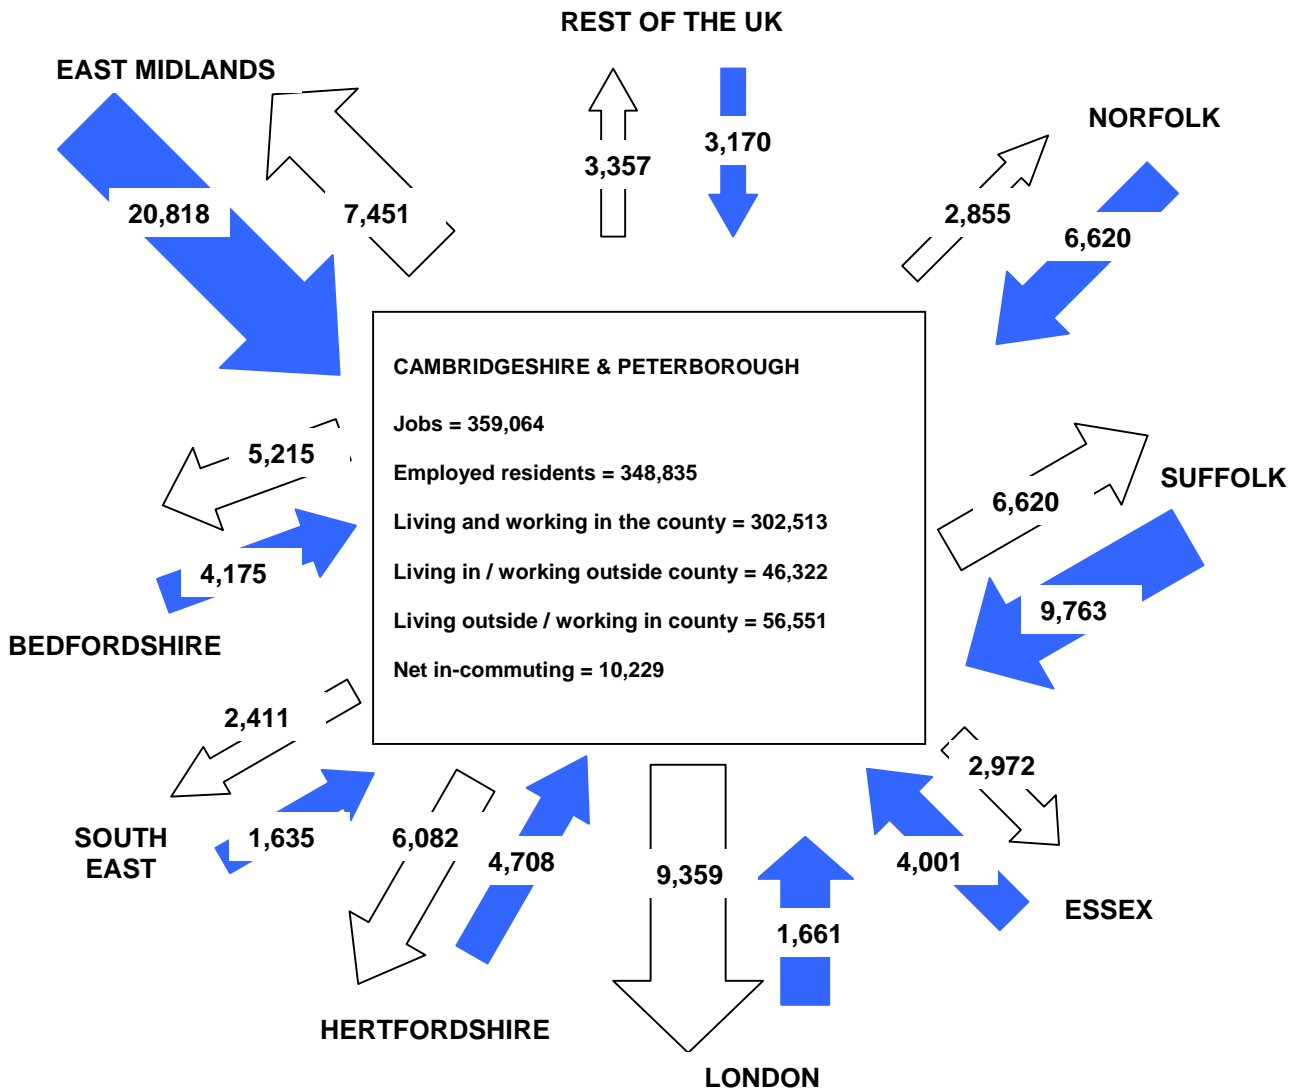 REST OF THE UK
EAST MIDLANDS
NORFOLK
3,357
3,170
20,818
7,451
2,855
6,620
CAMBRIDGESHIRE & PETERBOROUGH
Jobs = 359,064
Employed residents = 348,835
Living and working in the county = 302,513
Living in / working outside county = 46,322
Living outside / working in county = 56,551
Net in-commuting = 10,229
5,215
4,175
BEDFORDSHIRE
6,620
SUFFOLK
9,763
2,411
1,635
SOUTH
EAST
6,082
4,708
HERTFORDSHIRE
9,359
1,661
LONDON
2,972
4,001
ESSEX